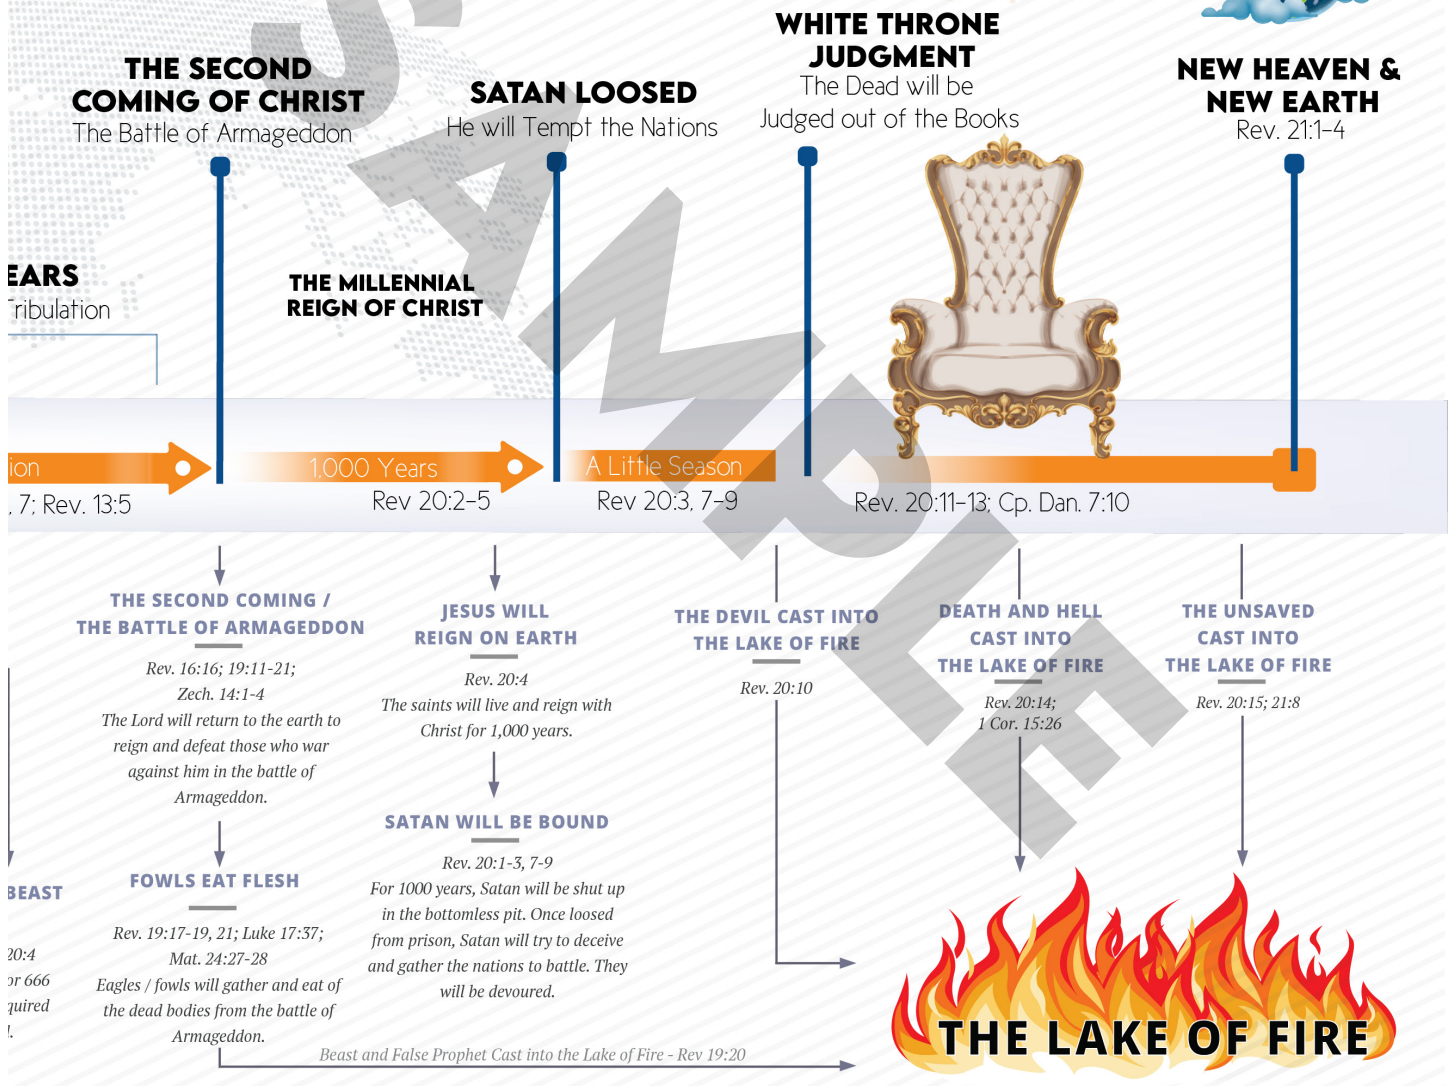 WHITE THRONE
JUDGMENT
The Dead will be
Judged out of the Books
THE SECOND
COMING OF CHRIST
The Battle of Armageddon
SATAN LOOSED
He will Tempt the Nations
NEW HEAVEN &
NEW EARTH
Rev. 21:1-4
EARS
Tribulation
THE MILLENNIAL
REIGN OF CHRIST
ion
1,000 Years
A Little Season
, 7; Rev. 13:5
Rev 20:2-5
Rev 20:3, 7-9
Rev. 20:11-13; Cp. Dan. 7:10
THE SECOND COMING /
THE BATTLE OF ARMAGEDDON
Rev. 16:16; 19:11-21;
Zech. 14:1-4
The Lord will return to the earth to
reign and defeat those who war
against him in the battle of
Armageddon.
FOWLS EAT FLESH
Rev. 19:17-19, 21; Luke 17:37;
Mat. 24:27-28
Eagles / fowls will gather and eat of
the dead bodies from the battle of
Armageddon.
JESUS WILL
REIGN ON EARTH
Rev. 20:4
The saints will live and reign with
Christ for 1,000 years.
SATAN WILL BE BOUND
Rev. 20:1-3, 7-9
For 1000 years, Satan will be shut up
in the bottomless pit. Once loosed
from prison, Satan will try to deceive
and gather the nations to battle. They
will be devoured.
THE DEVIL CAST INTO
THE LAKE OF FIRE
Rev. 20:10
DEATH AND HELL
CAST INTO
THE LAKE OF FIRE
Rev. 20:14;
1 Cor. 15:26
THE UNSAVED
CAST INTO
THE LAKE OF FIRE
Rev. 20:15; 21:8
BEAST
20:4
or 666
quired
Beast and False Prophet Cast into the Lake of Fire - Rev 19:20
THE LAKE OF FIRE
SAMPLE